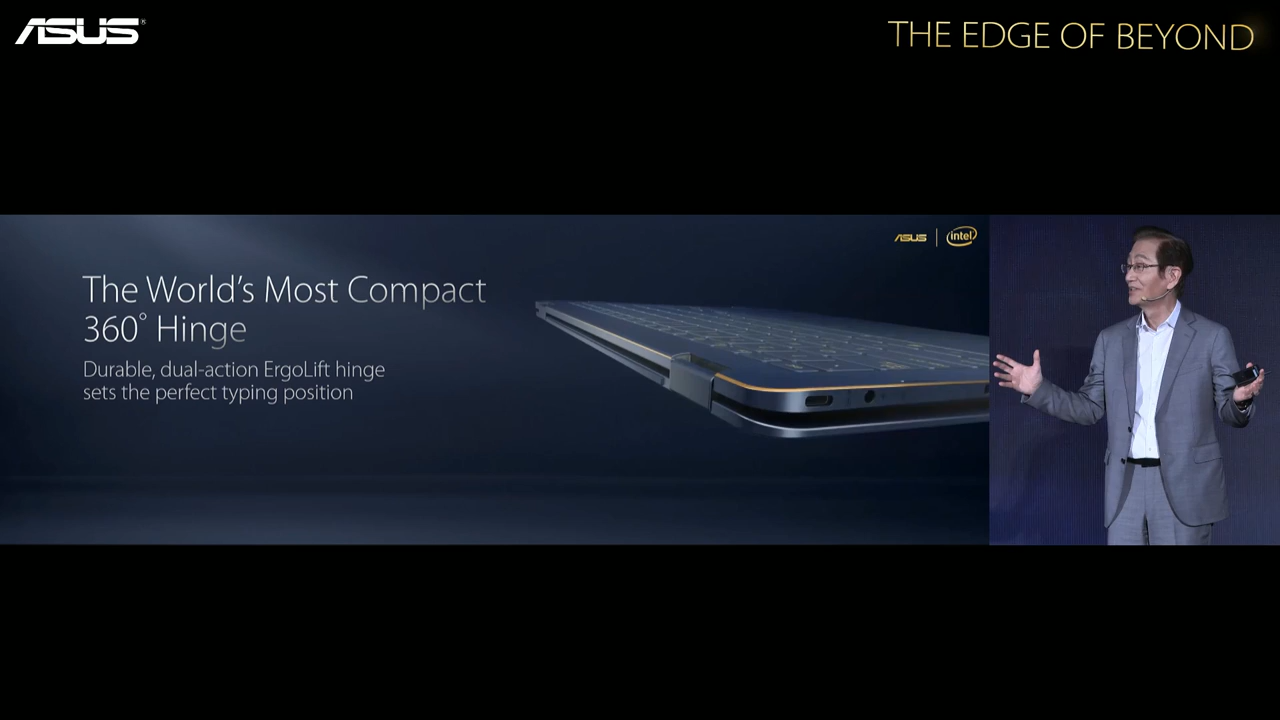 ASUS
THE EDGE OF BEYOND
ASUS
intel
The World's Most Compact
360° Hinge
Durable, dual-action ErgoLift hinge
sets the perfect typing position